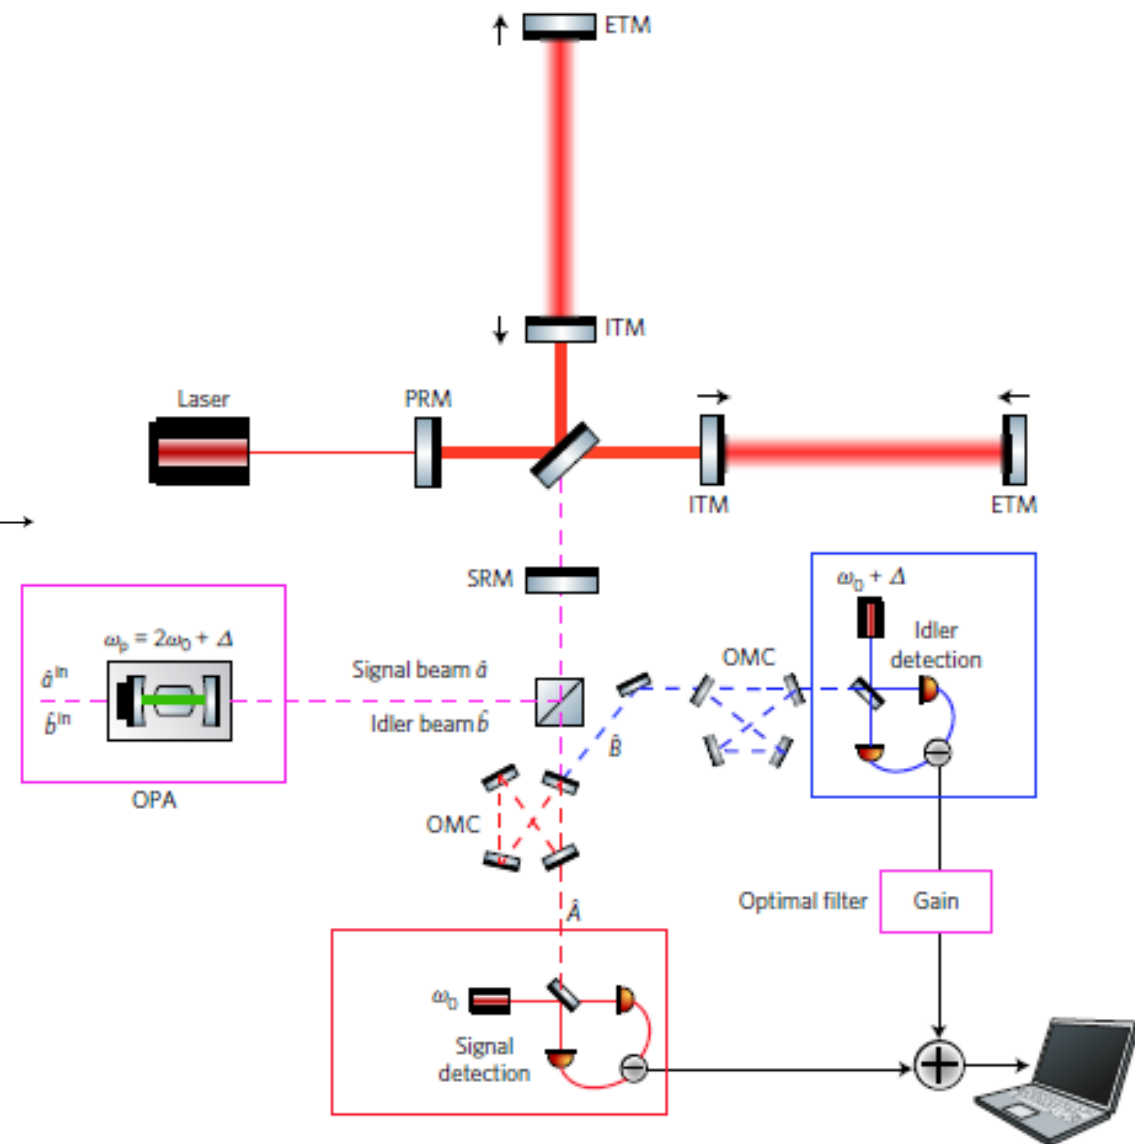 ETM
ITM
Laser
PRM
ITM
ETM
SRM
ω₀ + Δ
Idler
detection
OMC
ωₚ = 2ω₀ + Δ
âⁱⁿ
b̂ⁱⁿ
Signal beam â
Idler beam b̂
B̂
OPA
OMC
Optimal filter
Gain
Â
ω₀
Signal
detection